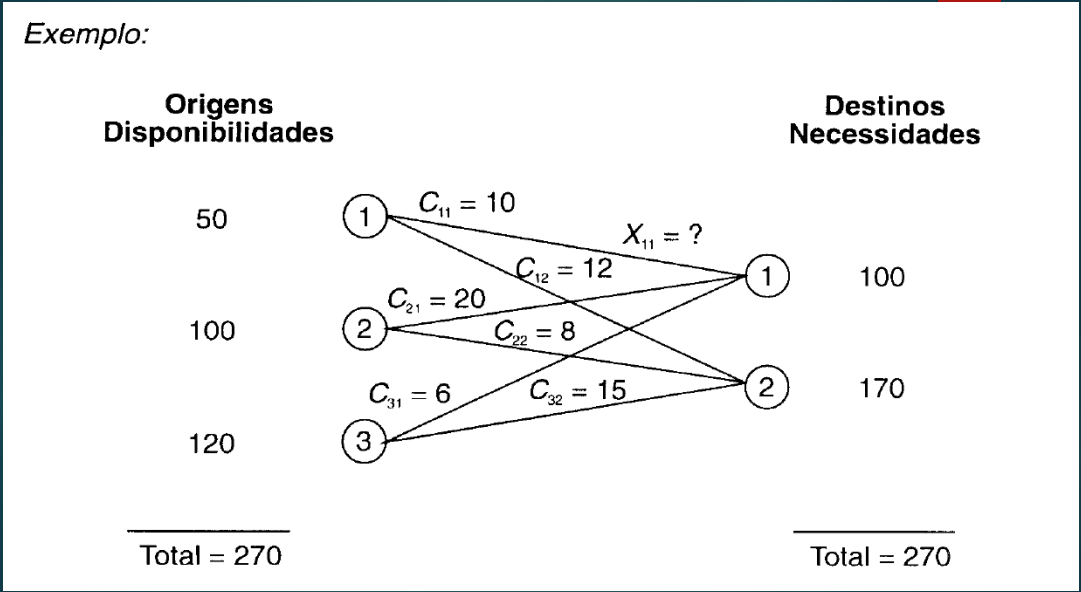 Exemplo:
Origens
Disponibilidades
Destinos
Necessidades
C₁₁ = 10
50
1
X₁₁ = ?
C₁₂ = 12
1
100
C₂₁ = 20
100
2
C₂₂ = 8
C₃₁ = 6
C₃₂ = 15
2
170
120
3
Total = 270
Total = 270